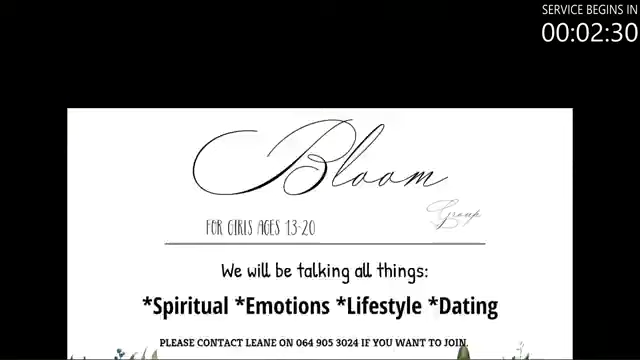 SERVICE BEGINS IN
00:02:30
Bloom
Group
FOR GIRLS AGES 13-20
We will be talking all things:
*Spiritual *Emotions *Lifestyle *Dating
PLEASE CONTACT LEANE ON 064 905 3024 IF YOU WANT TO JOIN.